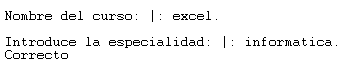 Nombre del curso: |: excel.
Introduce la especialidad: |: informatica.
Correcto